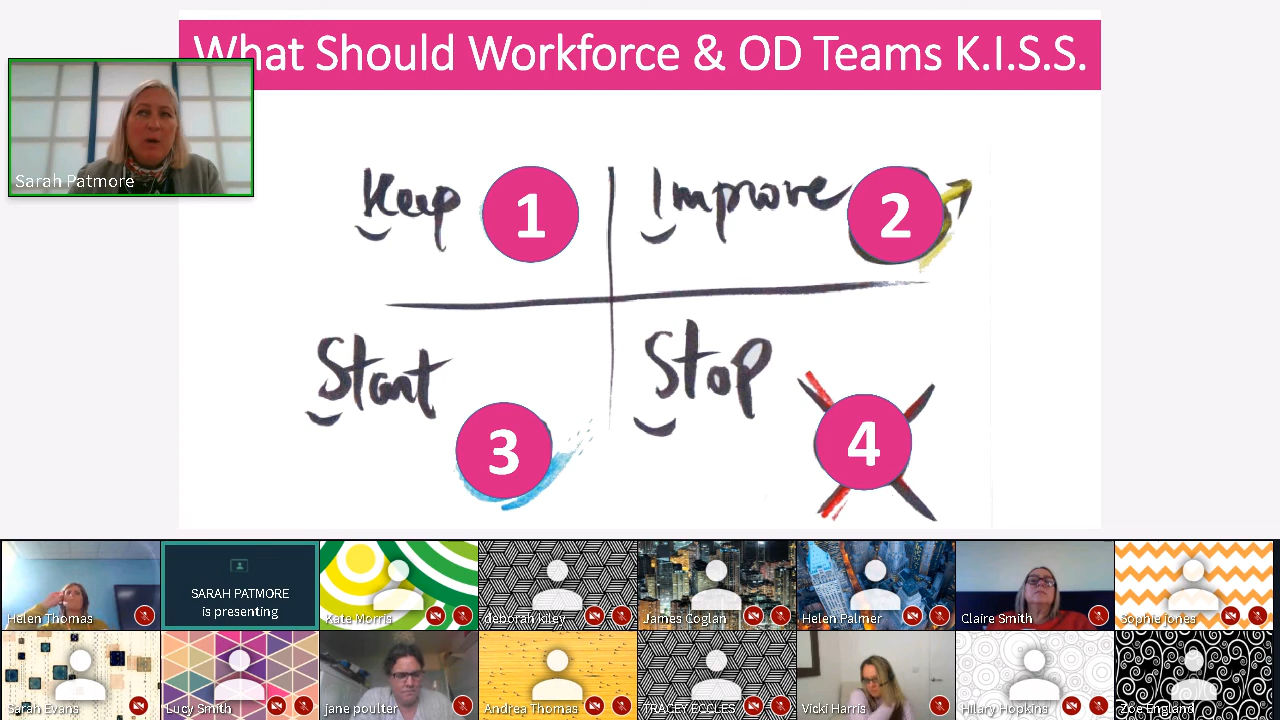 What Should Workforce & OD Teams K.I.S.S.
Sarah Patmore
Keep 1
Improve 2
Start 3
Stop 4
Helen Thomas
SARAH PATMORE
is presenting
Kate Morris
deborah kiley
James Coglan
Helen Palmer
Claire Smith
Sophie Jones
Sarah Evans
Lucy Smith
jane poulter
Andrea Thomas
TRACEY ECCLES
Vicki Harris
Hilary Hopkins
Zoe England